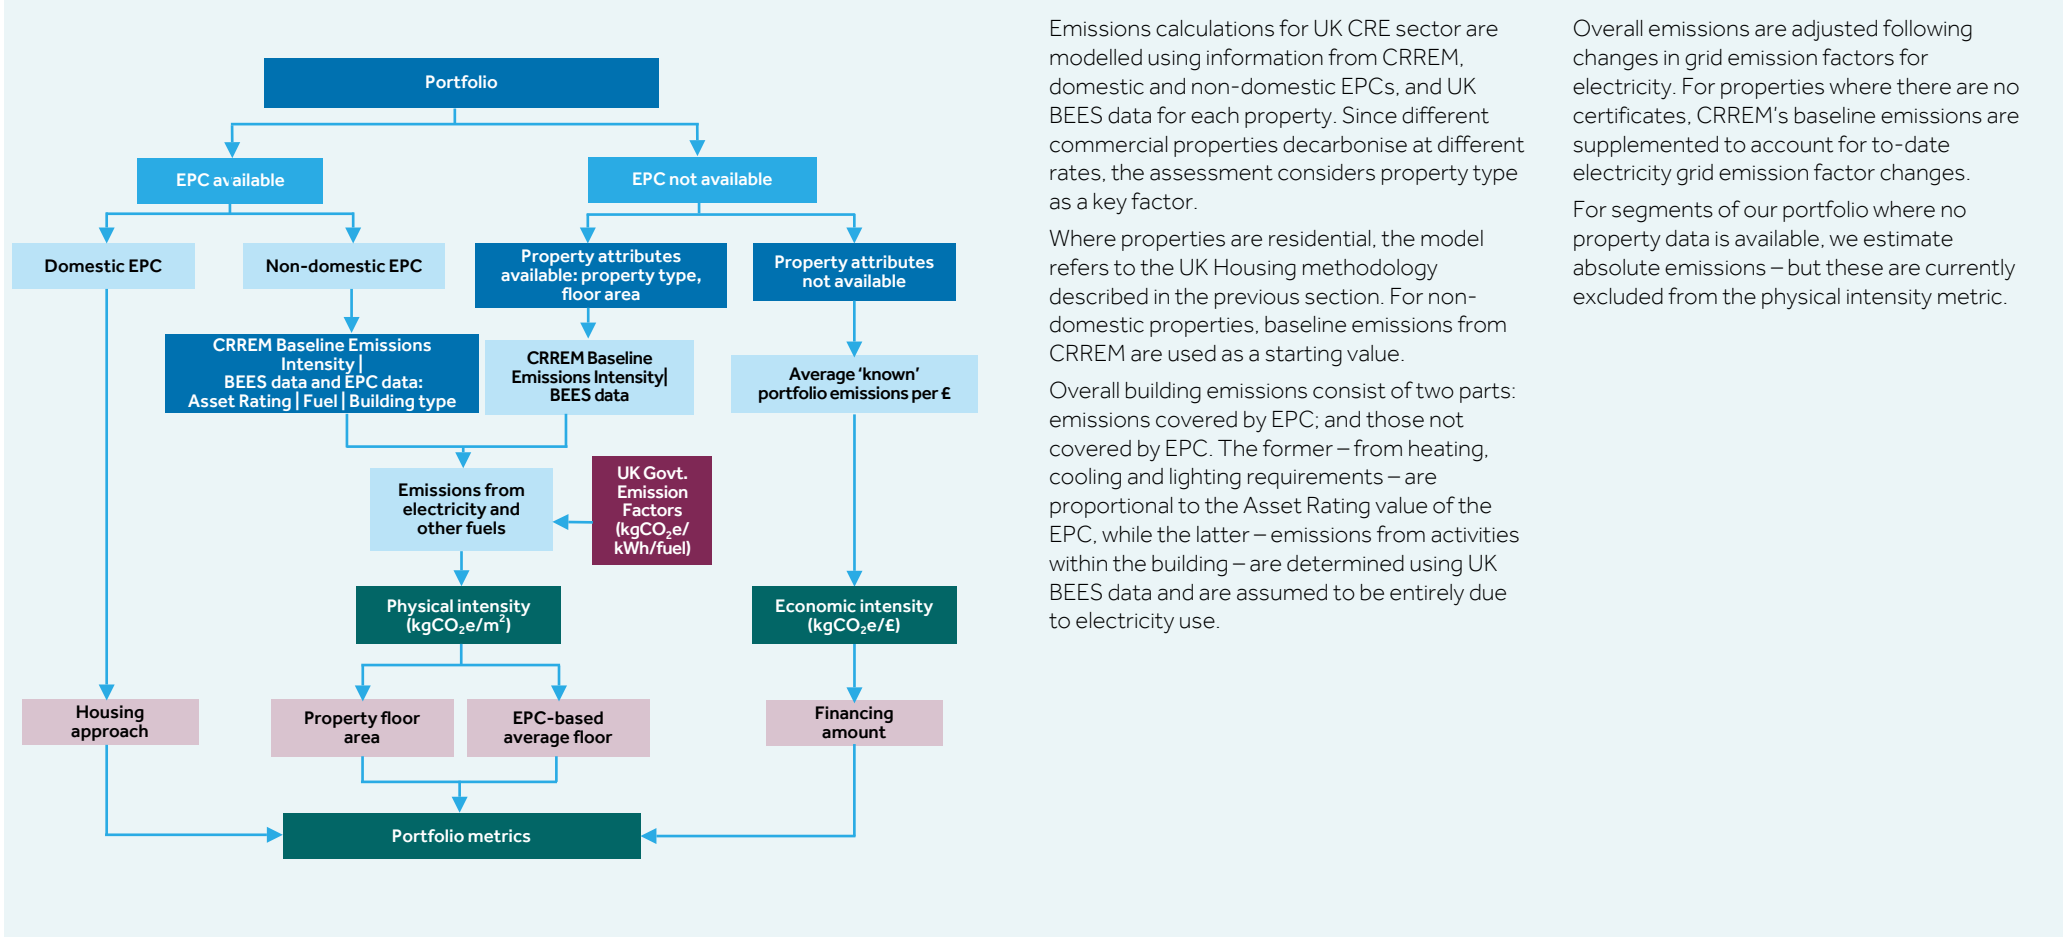 Portfolio
EPC available
EPC not available
Domestic EPC
Non-domestic EPC
Property attributes
available: property type,
floor area
Property attributes
not available
CRREM Baseline Emissions
Intensity |
BEES data and EPC data:
Asset Rating | Fuel | Building type
CRREM Baseline
Emissions Intensity|
BEES data
Average ‘known’
portfolio emissions per £
Emissions from
electricity and
other fuels
UK Govt.
Emission
Factors
(kgCO₂e/
kWh/fuel)
Physical intensity
(kgCO₂e/m²)
Economic intensity
(kgCO₂e/£)
Housing
approach
Property floor
area
EPC-based
average floor
Financing
amount
Portfolio metrics
Emissions calculations for UK CRE sector are
modelled using information from CRREM,
domestic and non-domestic EPCs, and UK
BEES data for each property. Since different
commercial properties decarbonise at different
rates, the assessment considers property type
as a key factor.
Where properties are residential, the model
refers to the UK Housing methodology
described in the previous section. For non-
domestic properties, baseline emissions from
CRREM are used as a starting value.
Overall building emissions consist of two parts:
emissions covered by EPC; and those not
covered by EPC. The former – from heating,
cooling and lighting requirements – are
proportional to the Asset Rating value of the
EPC, while the latter – emissions from activities
within the building – are determined using UK
BEES data and are assumed to be entirely due
to electricity use.
Overall emissions are adjusted following
changes in grid emission factors for
electricity. For properties where there are no
certificates, CRREM’s baseline emissions are
supplemented to account for to-date
electricity grid emission factor changes.
For segments of our portfolio where no
property data is available, we estimate
absolute emissions – but these are currently
excluded from the physical intensity metric.